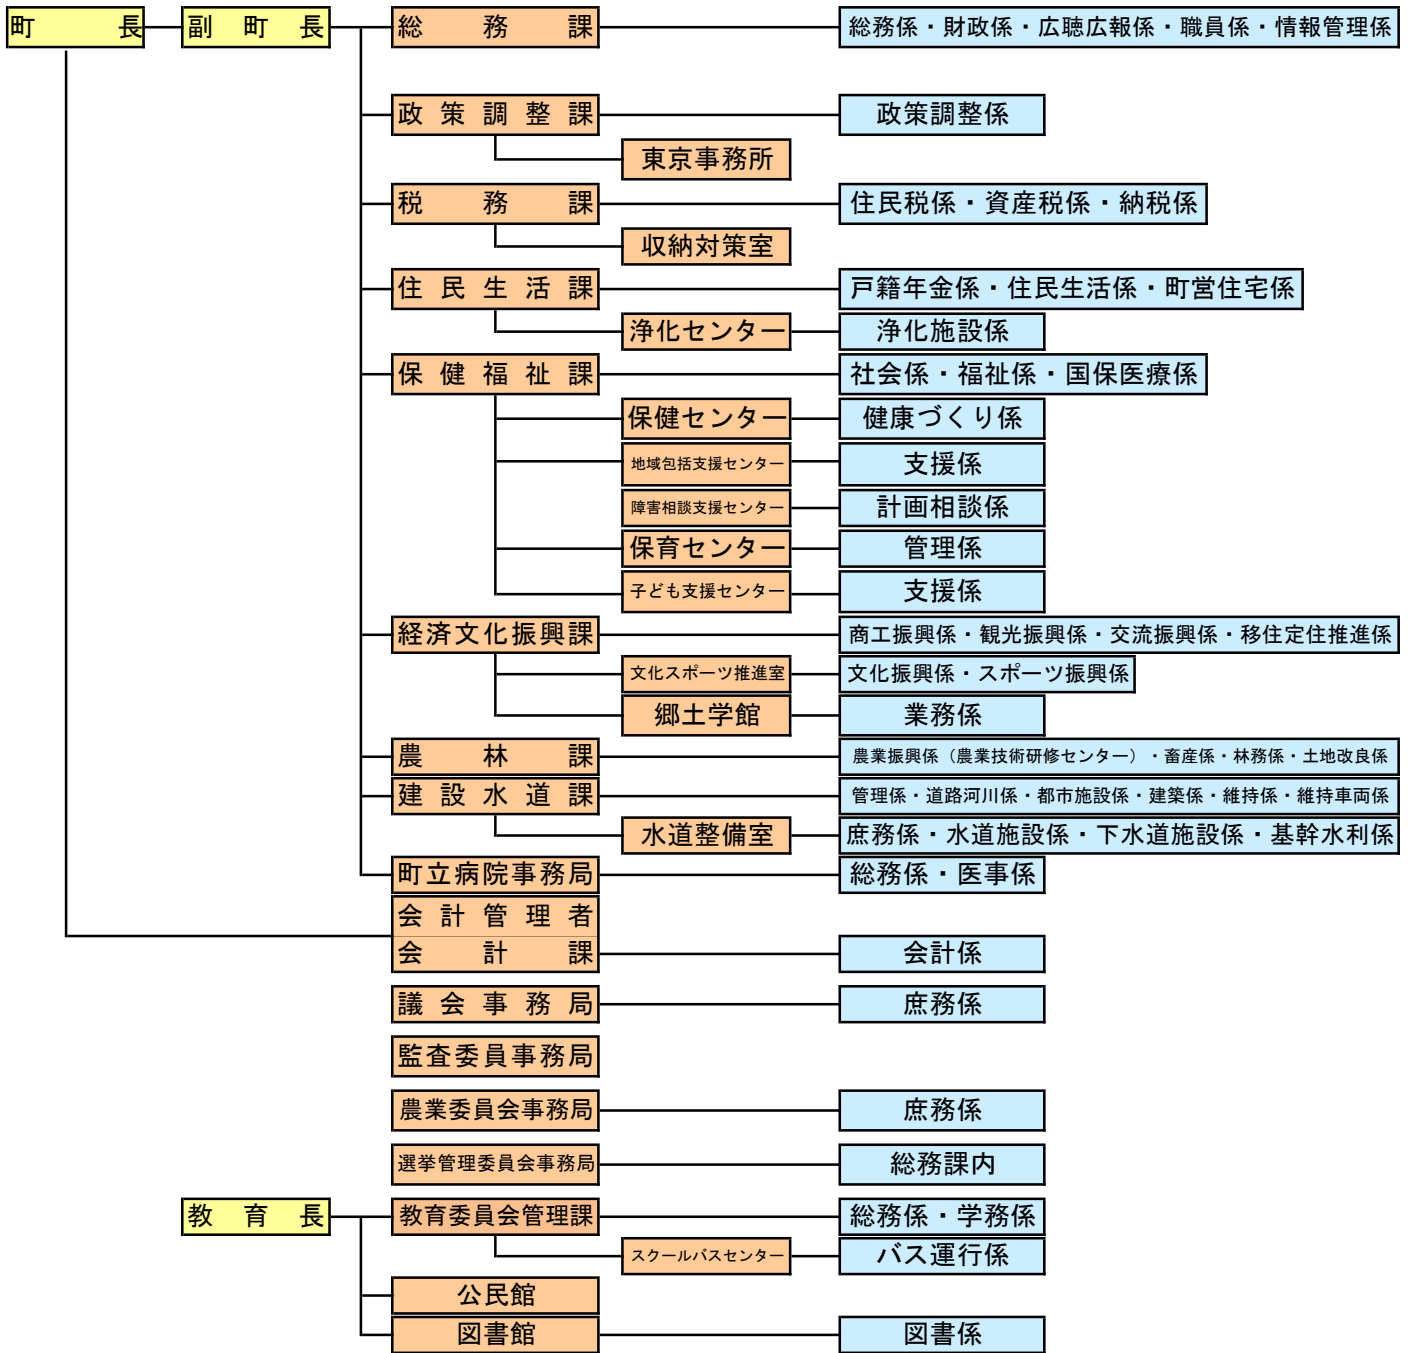 町長 副町長 総務課 総務係・財政係・広聴広報係・職員係・情報管理係
政策調整課 政策調整係
東京事務所
税務課 住民税係・資産税係・納税係
収納対策室
住民生活課 戸籍年金係・住民生活係・町営住宅係
浄化センター 浄化施設係
保健福祉課 社会係・福祉係・国保医療係
保健センター 健康づくり係
地域包括支援センター 支援係
障害相談支援センター 計画相談係
保育センター 管理係
子ども支援センター 支援係
経済文化振興課 商工振興係・観光振興係・交流振興係・移住定住推進係
文化スポーツ推進室 文化振興係・スポーツ振興係
郷土学館 業務係
農林課 農業振興係（農業技術研修センター）・畜産係・林務係・土地改良係
建設水道課 管理係・道路河川係・都市施設係・建築係・維持係・維持車両係
水道整備室 庶務係・水道施設係・下水道施設係・基幹水利係
町立病院事務局 総務係・医事係
会計管理者
会計課 会計係
議会事務局 庶務係
監査委員事務局
農業委員会事務局 庶務係
選挙管理委員会事務局 総務課内
教育長 教育委員会管理課 総務係・学務係
スクールバスセンター バス運行係
公民館
図書館 図書係